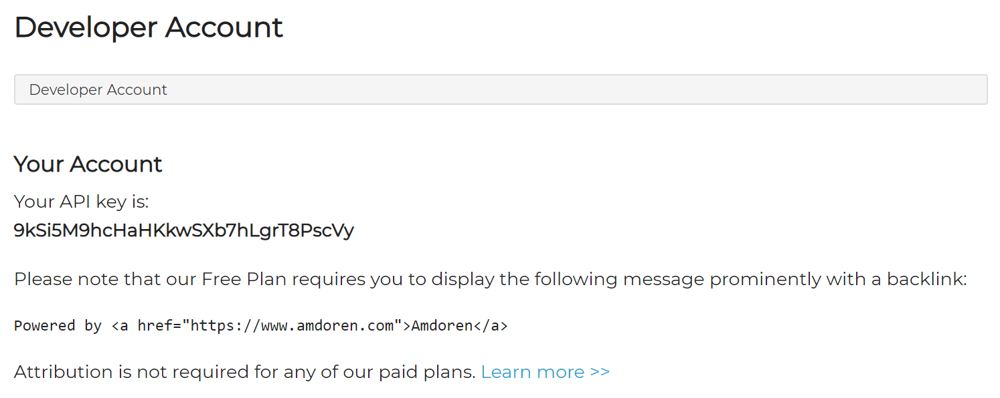 Developer Account
Developer Account
Your Account
Your API key is:
9kSi5M9hcHaHKkwSXb7hLgrT8PscVy
Please note that our Free Plan requires you to display the following message prominently with a backlink:
Powered by <a href="https://www.amdoren.com">Amdoren</a>
Attribution is not required for any of our paid plans. Learn more >>